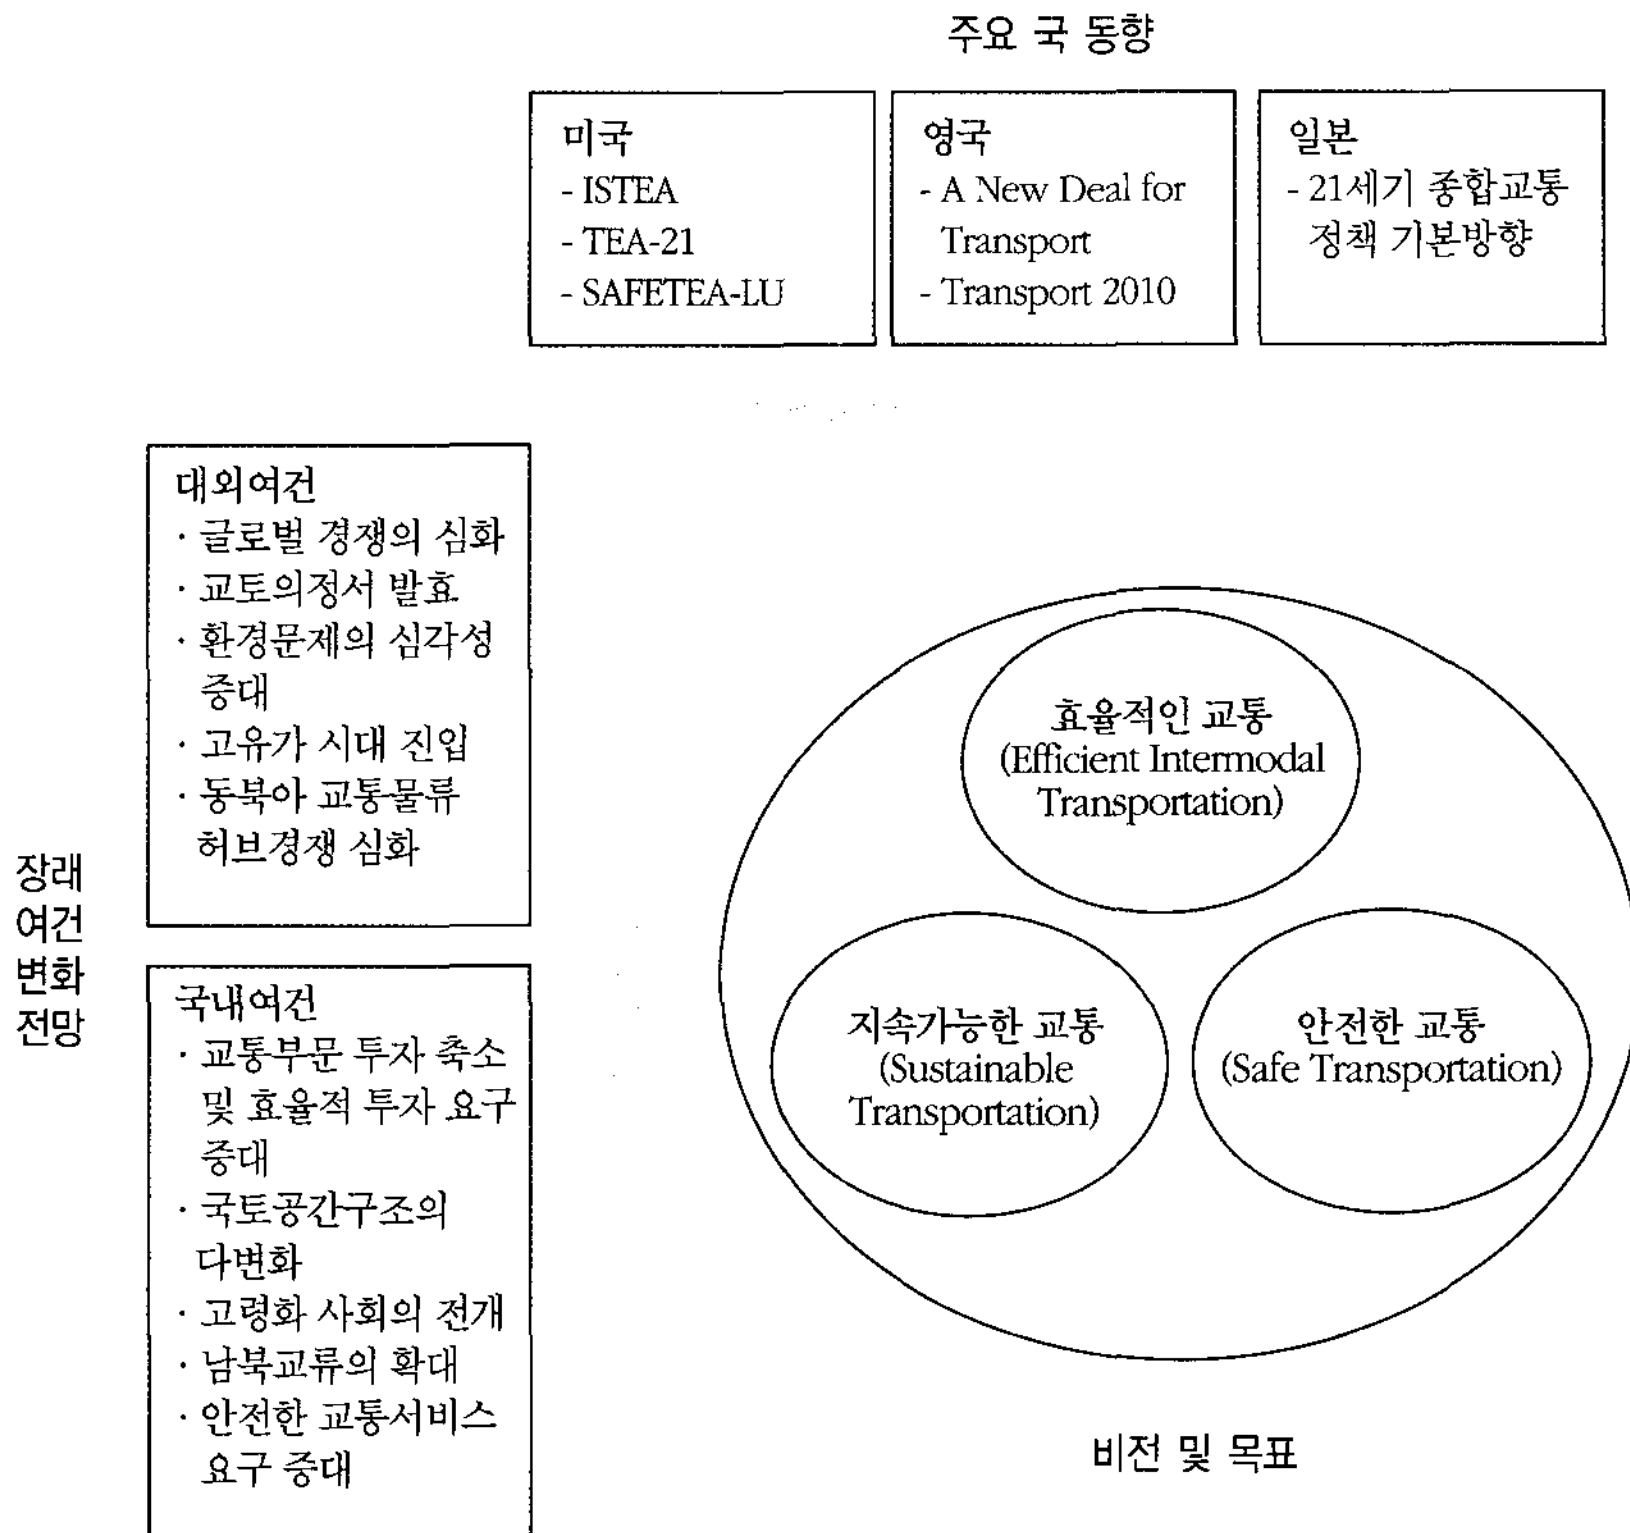 주요 국 동향
미국
- ISTEA
- TEA-21
- SAFETEA-LU
영국
- A New Deal for
Transport
- Transport 2010
일본
- 21세기 종합교통
정책 기본방향
장래
여건
변화
전망
대외여건
· 글로벌 경쟁의 심화
· 교토의정서 발효
· 환경문제의 심각성
증대
· 고유가 시대 진입
· 동북아 교통물류
허브경쟁 심화
국내여건
· 교통부문 투자 축소
및 효율적 투자 요구
증대
· 국토공간구조의
다변화
· 고령화 사회의 전개
· 남북교류의 확대
· 안전한 교통서비스
요구 증대
효율적인 교통
(Efficient Intermodal
Transportation)
지속가능한 교통
(Sustainable
Transportation)
안전한 교통
(Safe Transportation)
비전 및 목표